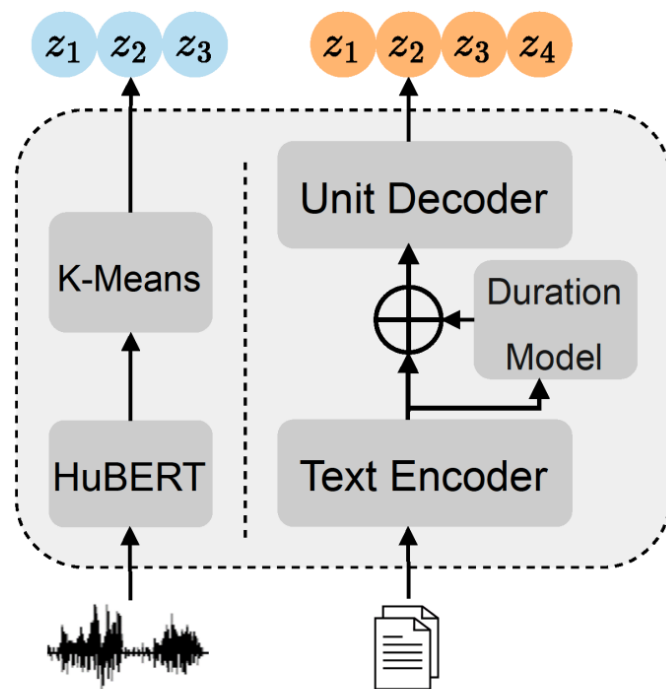 z1 z2 z3
z1 z2 z3 z4
Unit Decoder
K-Means
Duration
Model
HuBERT
Text Encoder